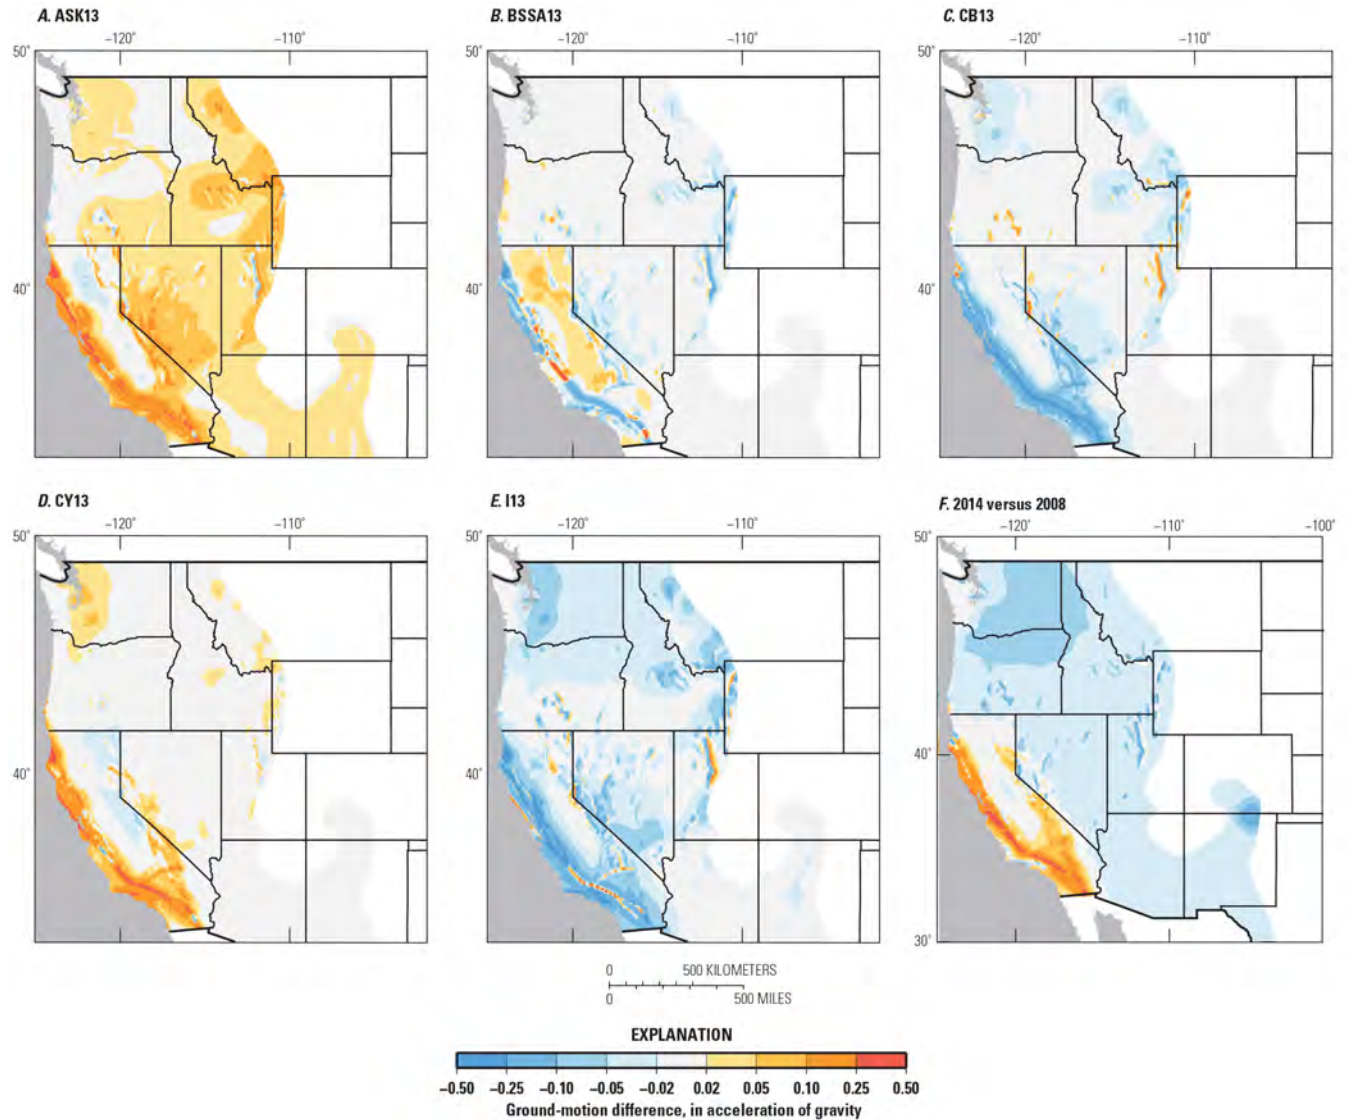 A. ASK13
B. BSSA13
C. CB13
−120˚ −110˚
−120˚ −110˚
−120˚ −110˚
50˚
50˚
50˚
40˚
40˚
40˚
D. CY13
E. I13
F. 2014 versus 2008
−120˚ −110˚
−120˚ −110˚
−120˚ −110˚ −100˚
50˚
50˚
50˚
40˚
40˚
40˚
30˚
0 500 KILOMETERS
0 500 MILES
EXPLANATION
−0.50 −0.25 −0.10 −0.05 −0.02 0.02 0.05 0.10 0.25 0.50
Ground-motion difference, in acceleration of gravity